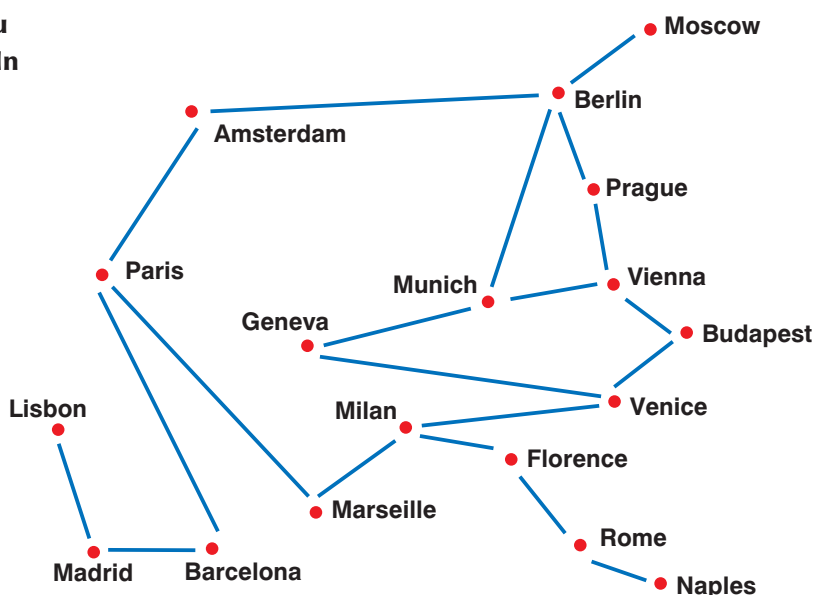 Moscow
Berlin
Amsterdam
Prague
Paris
Munich
Vienna
Geneva
Budapest
Lisbon
Milan
Venice
Florence
Marseille
Rome
Madrid
Barcelona
Naples